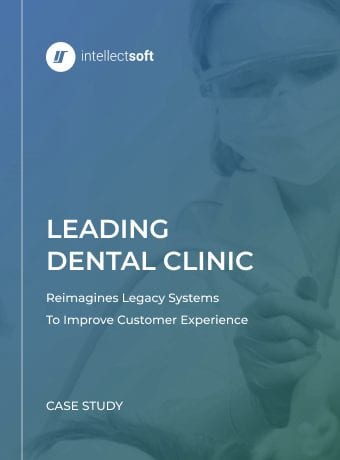 intellectsoft
LEADING
DENTAL CLINIC
Reimagines Legacy Systems
To Improve Customer Experience
CASE STUDY